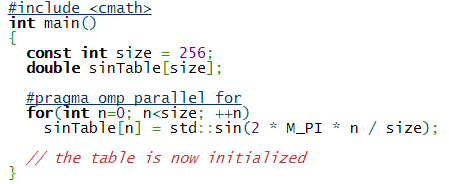 #include <cmath>
int main()
{
  const int size = 256;
  double sinTable[size];

  #pragma omp parallel for
  for(int n=0; n<size; ++n)
    sinTable[n] = std::sin(2 * M_PI * n / size);

  // the table is now initialized
}